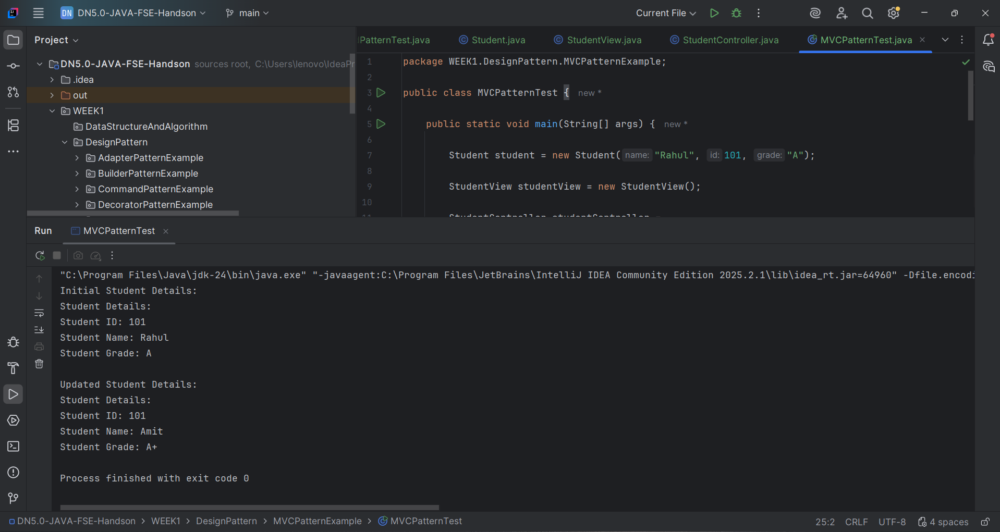 DN DN5.0-JAVA-FSE-Handson main Current File
Project
DN5.0-JAVA-FSE-Handson sources root, C:\Users\lenovo\IdeaPr
.idea
out
WEEK1
DataStructureAndAlgorithm
DesignPattern
AdapterPatternExample
BuilderPatternExample
CommandPatternExample
DecoratorPatternExample
PatternTest.java Student.java StudentView.java StudentController.java MVCPatternTest.java
1 package WEEK1.DesignPattern.MVCPatternExample;
2
3 public class MVCPatternTest { new *
4
5 public static void main(String[] args) { new *
6
7 Student student = new Student( name: "Rahul", id: 101, grade: "A");
8
9 StudentView studentView = new StudentView();
10
11 StudentController studentController =
Run MVCPatternTest
"C:\Program Files\Java\jdk-24\bin\java.exe" "-javaagent:C:\Program Files\JetBrains\IntelliJ IDEA Community Edition 2025.2.1\lib\idea_rt.jar=64960" -Dfile.encodi
Initial Student Details:
Student Details:
Student ID: 101
Student Name: Rahul
Student Grade: A
Updated Student Details:
Student Details:
Student ID: 101
Student Name: Amit
Student Grade: A+
Process finished with exit code 0
DN5.0-JAVA-FSE-Handson > WEEK1 > DesignPattern > MVCPatternExample > MVCPatternTest 25:2 CRLF UTF-8 4 spaces